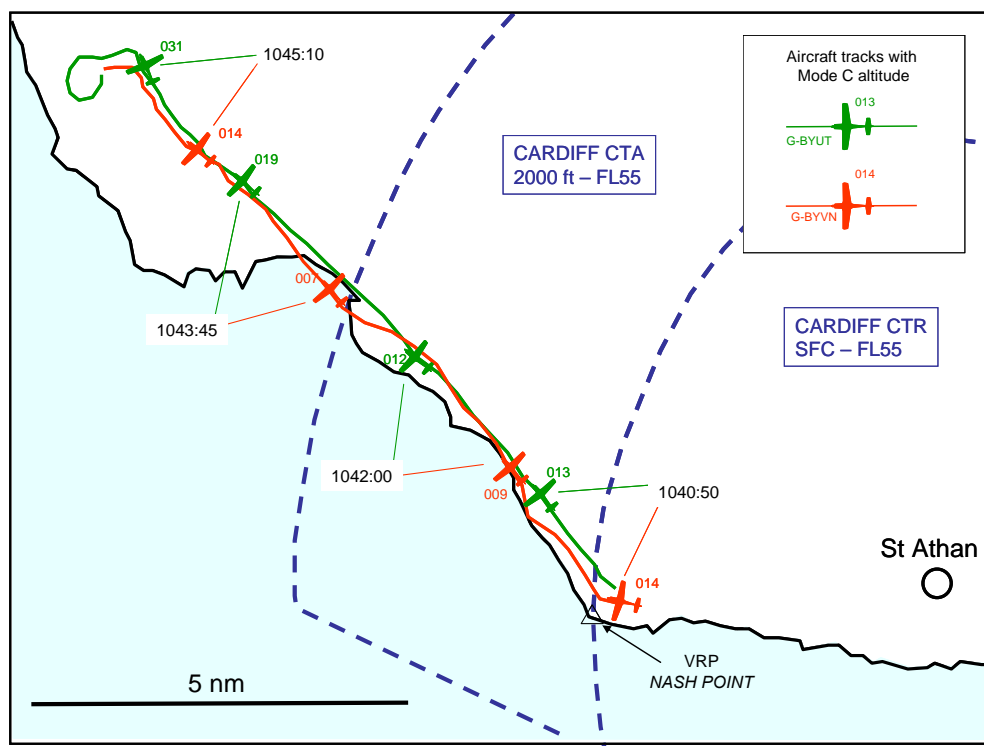 031
1045:10
014
019
007
1043:45
012
1042:00
009
013
1040:50
014
CARDIFF CTA
2000 ft – FL55
Aircraft tracks with
Mode C altitude
013
G-BYUT
014
G-BYVN
CARDIFF CTR
SFC – FL55
St Athan
VRP
NASH POINT
5 nm